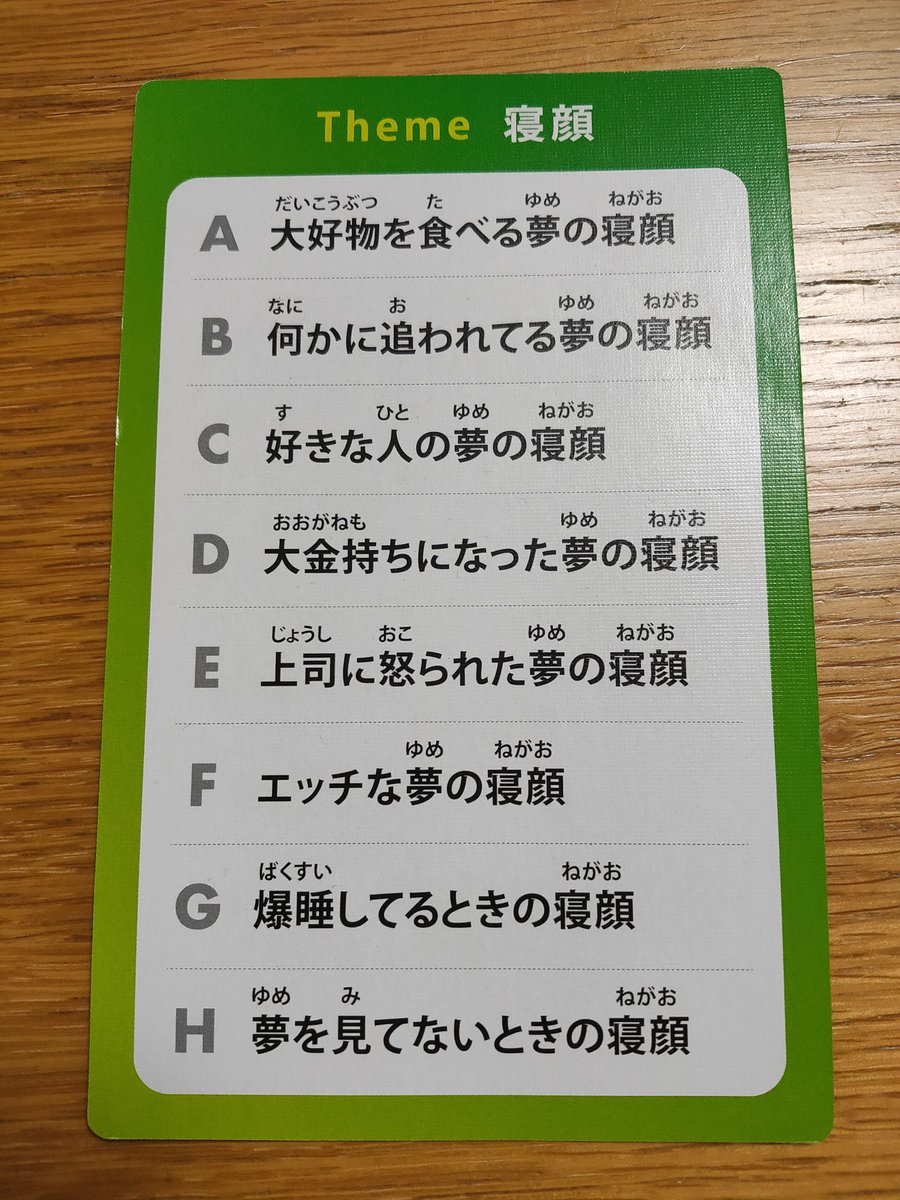 Theme 寝顔
だいこうぶつ た ゆめ ねがお
A 大好物を食べる夢の寝顔
なに お ゆめ ねがお
B 何かに追われてる夢の寝顔
す ひと ゆめ ねがお
C 好きな人の夢の寝顔
おおがねも ゆめ ねがお
D 大金持ちになった夢の寝顔
じょうし おこ ゆめ ねがお
E 上司に怒られた夢の寝顔
ゆめ ねがお
F エッチな夢の寝顔
ばくすい ねがお
G 爆睡してるときの寝顔
ゆめ み ねがお
H 夢を見てないときの寝顔